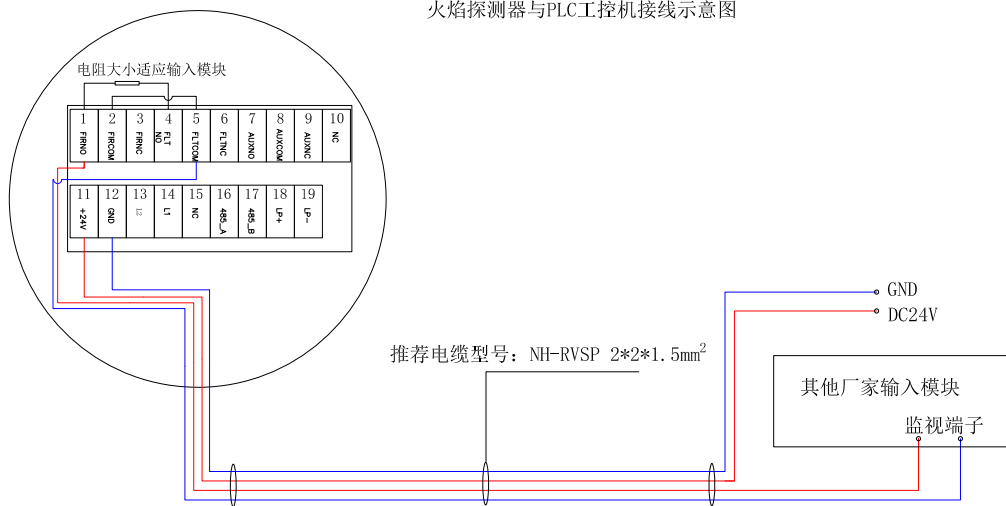 火焰探测器与PLC工控机接线示意图
电阻大小适应输入模块
1 2 3 4 5 6 7 8 9 10
FIRNO FIRCOM FIRNC FLT NO FLTCOM FLTNC AUXNO AUXCOM AUXNC NC
11 12 13 14 15 16 17 18 19
+24V GND L2 L1 NC 485_A 485_B LP+ LP-
GND
DC24V
推荐电缆型号：NH-RVSP 2*2*1.5mm²
其他厂家输入模块
监视端子